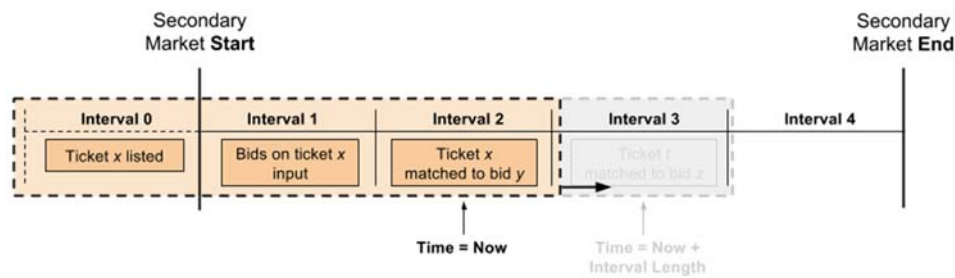 Secondary
Market Start
Secondary
Market End
Interval 0
Interval 1
Interval 2
Interval 3
Interval 4
Ticket x listed
Bids on ticket x
input
Ticket x
matched to bid y
Ticket t
matched to bid z
Time = Now
Time = Now +
Interval Length